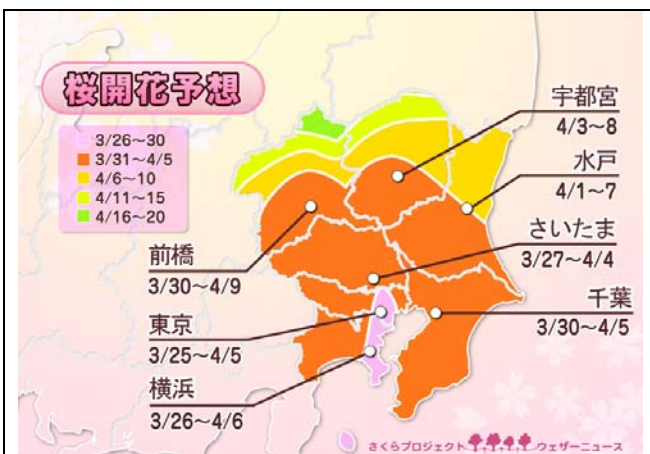 桜開花予想
3/26〜30
3/31〜4/5
4/6〜10
4/11〜15
4/16〜20
宇都宮
4/3〜8
水戸
4/1〜7
さいたま
3/27〜4/4
千葉
3/30〜4/5
前橋
3/30〜4/9
東京
3/25〜4/5
横浜
3/26〜4/6
さくらプロジェクト ウェザーニュース